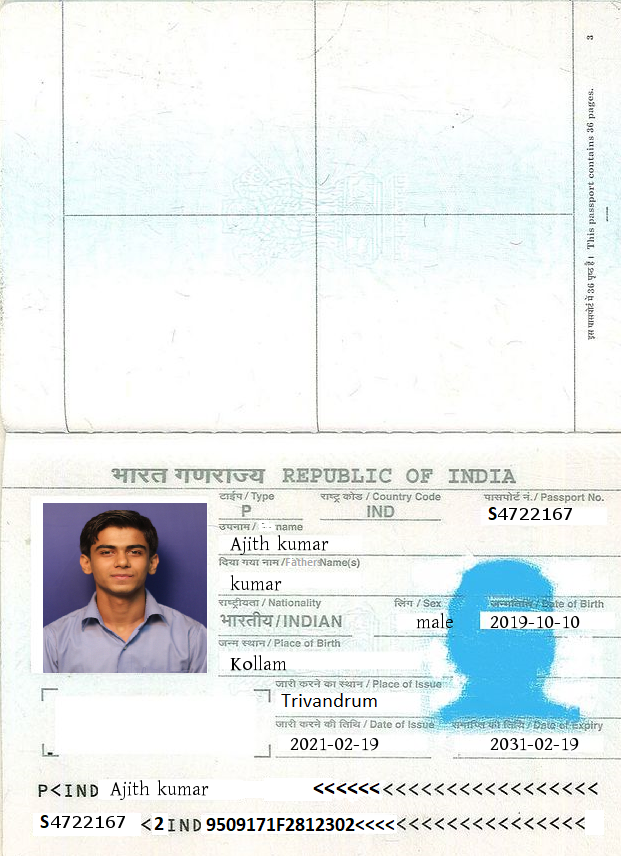 3
इस पासपोर्ट में 36 पृष्ठ हैं। This passport contains 36 pages.
भारत गणराज्य REPUBLIC OF INDIA
टाईप / Type राष्ट्र कोड / Country Code पासपोर्ट नं. / Passport No.
P IND S4722167
उपनाम / name
Ajith kumar
दिया गया नाम / FathersName(s)
kumar
राष्ट्रीयता / Nationality लिंग / Sex जन्मतिथि / Date of Birth
भारतीय / INDIAN male 2019-10-10
जन्म स्थान / Place of Birth
Kollam
जारी करने का स्थान / Place of Issue
Trivandrum
जारी करने की तिथि / Date of Issue समाप्ति की तिथि / Date of Expiry
2021-02-19 2031-02-19
P<IND Ajith kumar <<<<<<<<<<<<<<<<<<<<<<<
S4722167 <2IND9509171F2812302<<<<<<<<<<<<<<<<<<